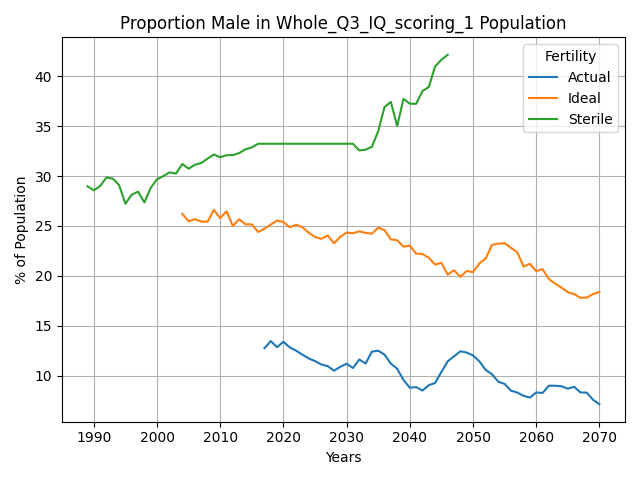 Proportion Male in Whole_Q3_IQ_scoring_1 Population
Fertility
Actual
Ideal
Sterile
% of Population
40
35
30
25
20
15
10
1990 2000 2010 2020 2030 2040 2050 2060 2070
Years